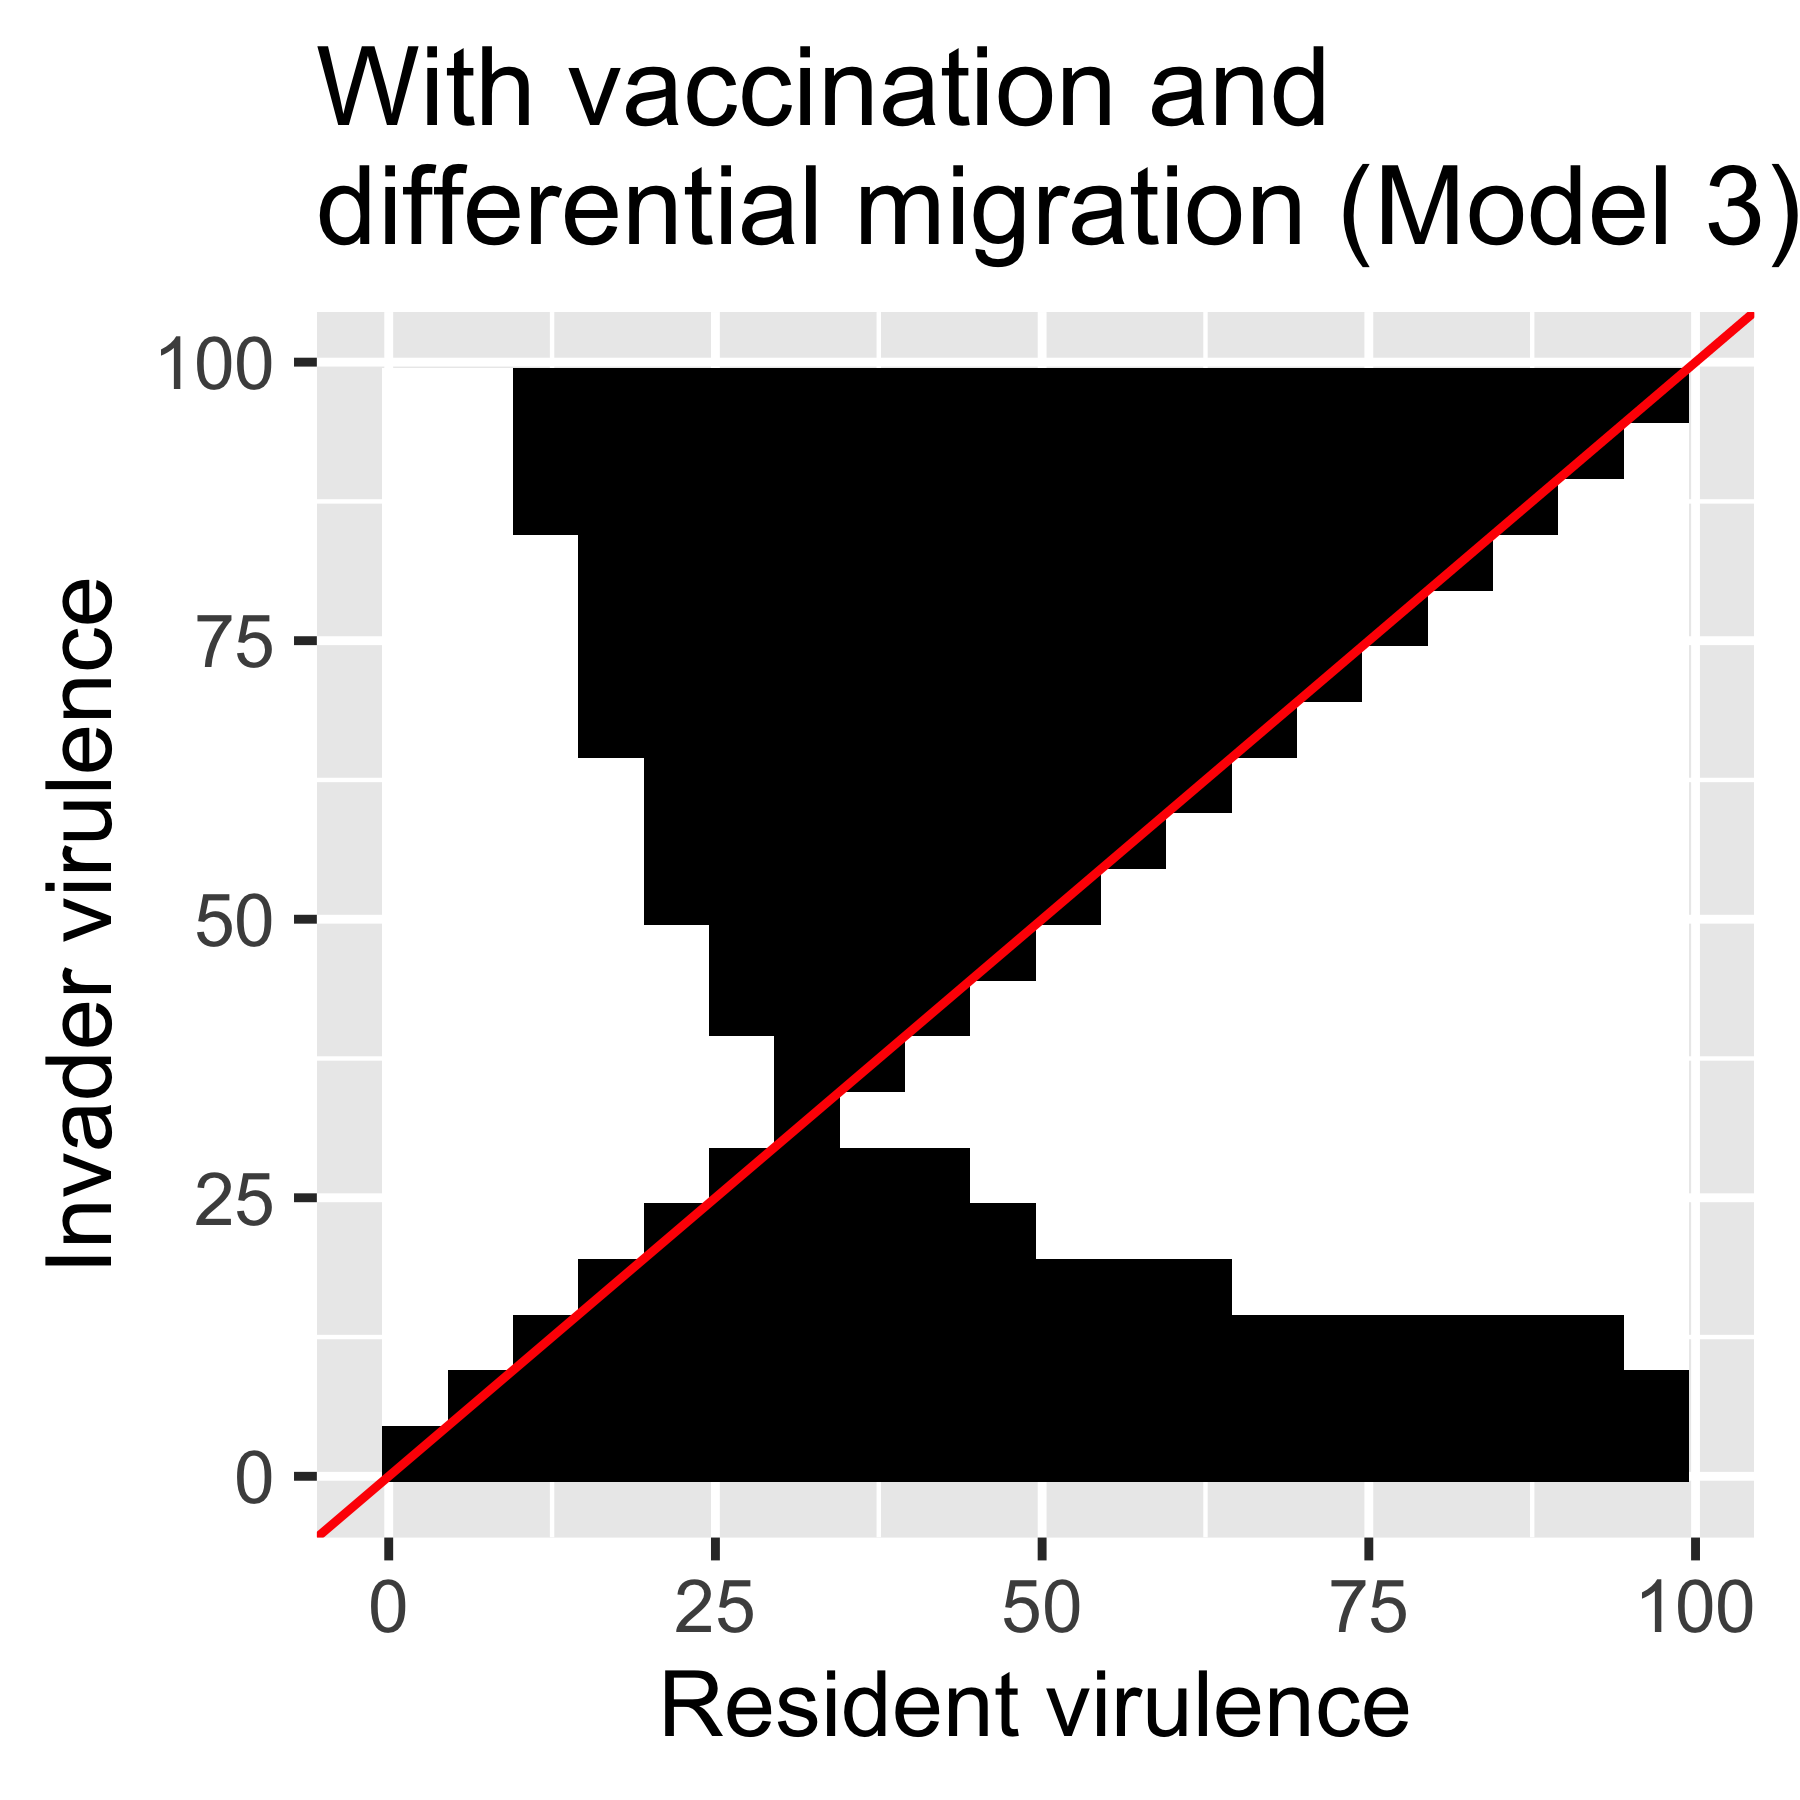 With vaccination and
differential migration (Model 3)
100
75
50
25
0
Invader virulence
0 25 50 75 100
Resident virulence